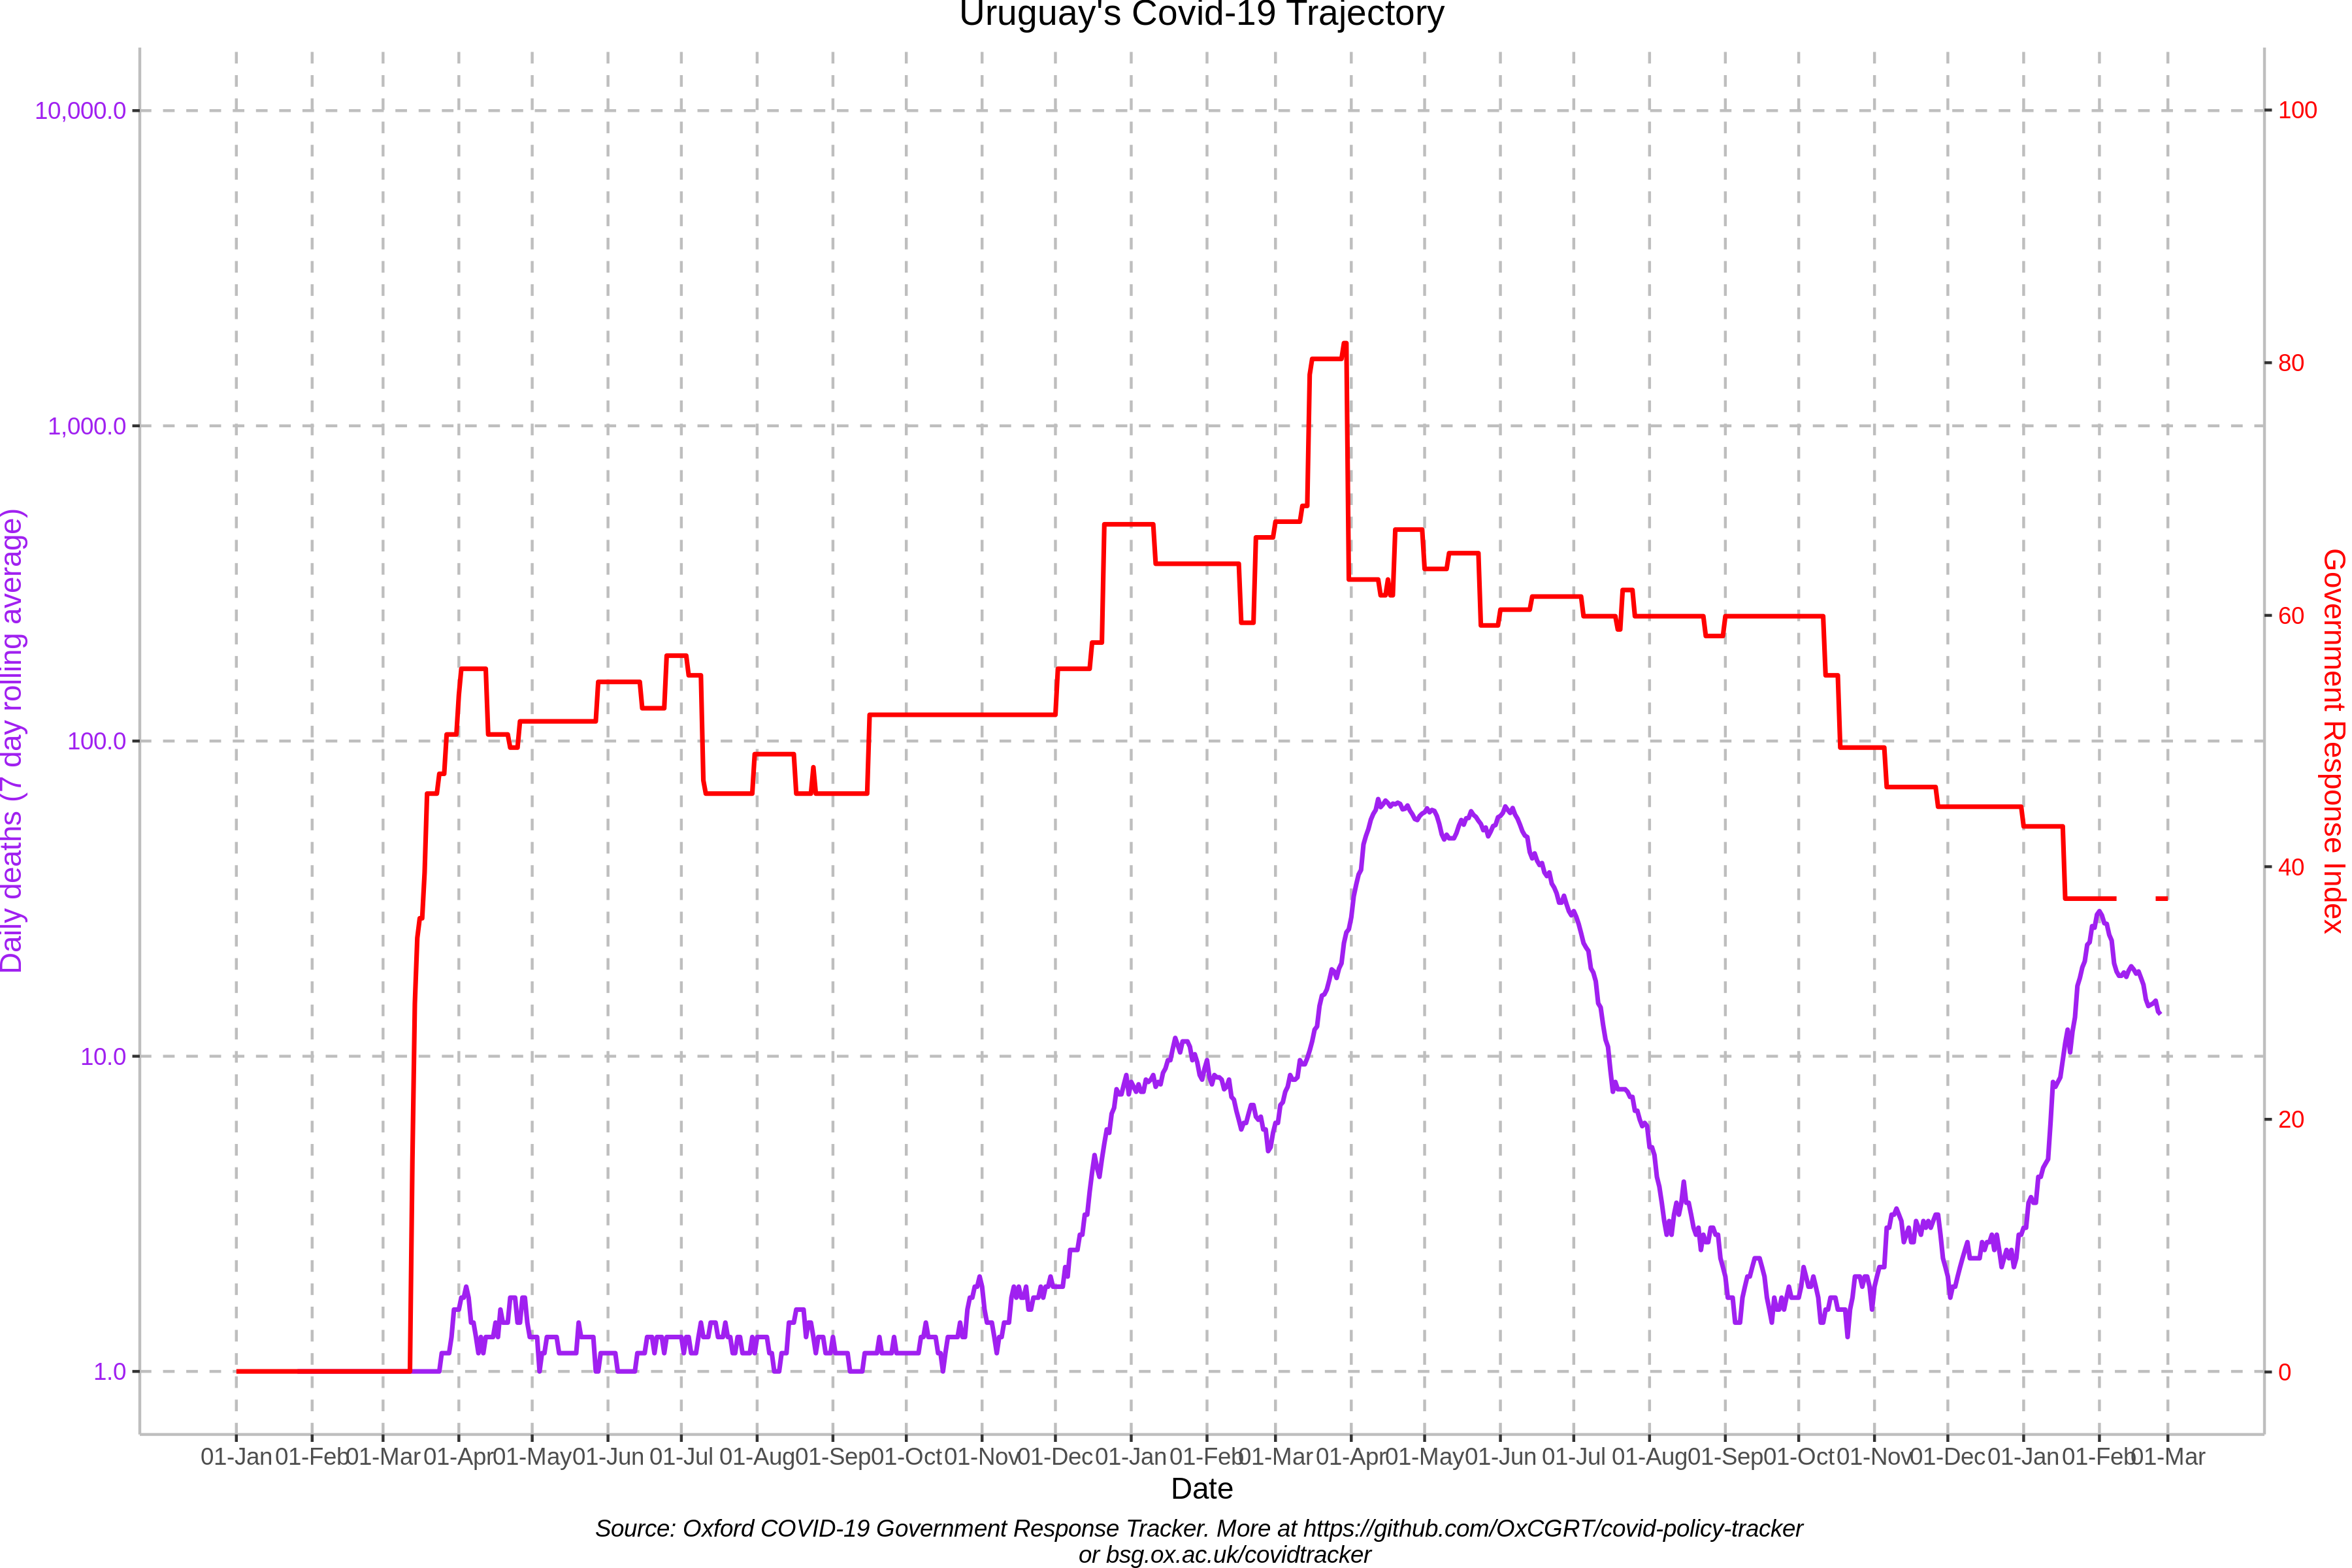 Uruguay's Covid-19 Trajectory
10,000.0
1,000.0
100.0
10.0
1.0
Daily deaths (7 day rolling average)
100
80
60
40
20
0
Government Response Index
01-Jan 01-Feb 01-Mar 01-Apr 01-May 01-Jun 01-Jul 01-Aug 01-Sep 01-Oct 01-Nov 01-Dec 01-Jan 01-Feb 01-Mar 01-Apr 01-May 01-Jun 01-Jul 01-Aug 01-Sep 01-Oct 01-Nov 01-Dec 01-Jan 01-Feb 01-Mar
Date
Source: Oxford COVID-19 Government Response Tracker. More at https://github.com/OxCGRT/covid-policy-tracker
or bsg.ox.ac.uk/covidtracker